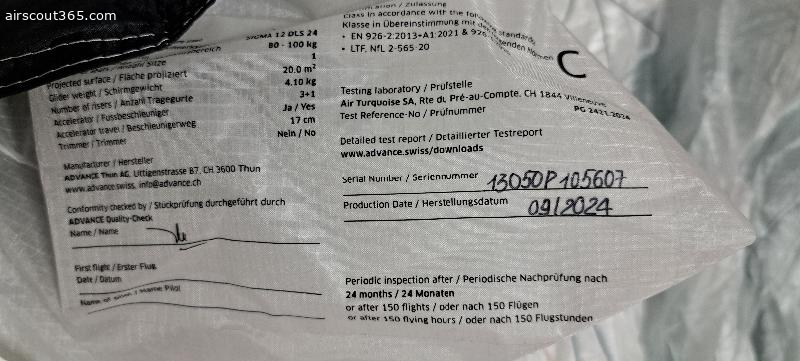 airscout365.com
SIGMA 12 DLS 24
80 - 100 kg
1
Projected surface / Fläche projiziert 20.0 m²
Glider weight / Schirmgewicht 4.10 kg
Number of risers / Anzahl Tragegurte 3+1
Accelerator / Fussbeschleuniger Ja / Yes
Accelerator travel / Beschleunigerweg 17 cm
Trimmer / Trimmer Nein / No
Manufacturer / Hersteller
ADVANCE Thun AG, Uttigenstrasse 87, CH 3600 Thun
www.advance.swiss, info@advance.ch
Conformity checked by / Stückprüfung durchgeführt durch
ADVANCE Quality-Check
Name / Name
First flight / Erster Flug
Date / Datum
Name of pilot / Name Pilot
Class in accordance with the standards
Klasse in Übereinstimmung mit den folgenden Normen
• EN 926-2:2013+A1:2021 & 926
• LTF, NfL 2-565-20
C
Testing laboratory / Prüfstelle
Air Turquoise SA, Rte du Pré-au-Compte, CH 1844 Villeneuve
Test Reference-No / Prüfnummer PG 2421.2024
Detailed test report / Detaillierter Testreport
www.advance.swiss/downloads
Serial Number / Seriennummer 13050P105607
Production Date / Herstellungsdatum 09/2024
Periodic inspection after / Periodische Nachprüfung nach
24 months / 24 Monaten
or after 150 flights / oder nach 150 Flügen
or after 150 flying hours / oder nach 150 Flugstunden